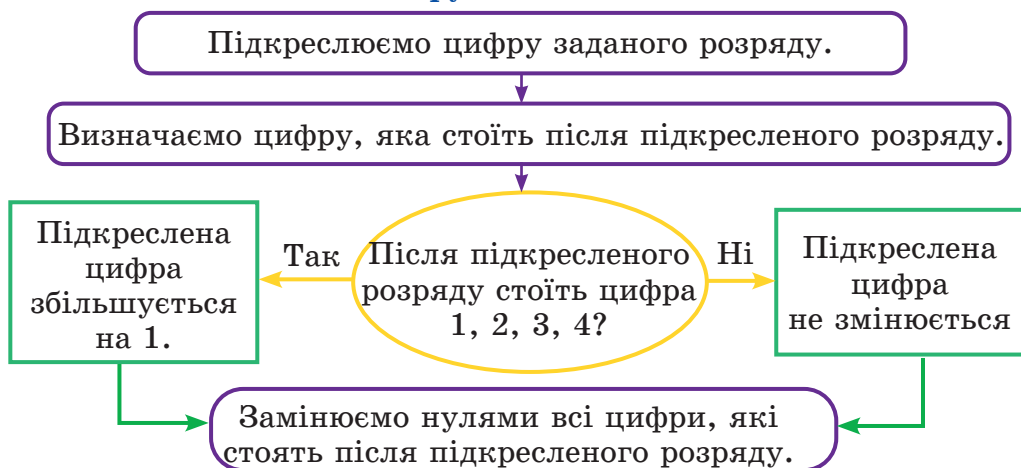 Підкреслюємо цифру заданого розряду.
Визначаємо цифру, яка стоїть після підкресленого розряду.
Підкреслена
цифра
збільшується
на 1.
Так
Після підкресленого
розряду стоїть цифра
1, 2, 3, 4?
Ні
Підкреслена
цифра
не змінюється
Замінюємо нулями всі цифри, які
стоять після підкресленого розряду.